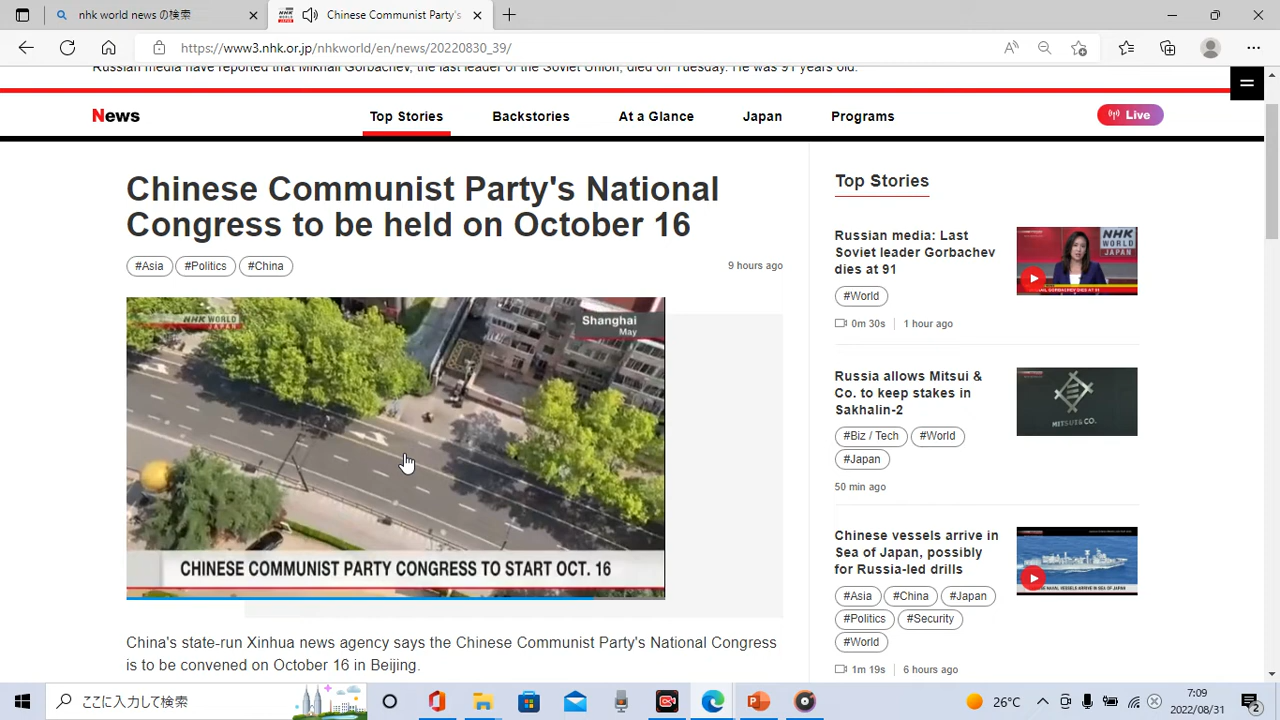 nhk world news の検索
Chinese Communist Party's
https://www3.nhk.or.jp/nhkworld/en/news/20220830_39/
Russian media have reported that Mikhail Gorbachev, the last leader of the Soviet Union, died on Tuesday. He was 91 years old.
News
Top Stories
Backstories
At a Glance
Japan
Programs
Live
Chinese Communist Party's National
Congress to be held on October 16
#Asia #Politics #China
9 hours ago
NHK WORLD
JAPAN
Shanghai
May
CHINESE COMMUNIST PARTY CONGRESS TO START OCT. 16
China's state-run Xinhua news agency says the Chinese Communist Party's National Congress
is to be convened on October 16 in Beijing.
Top Stories
Russian media: Last
Soviet leader Gorbachev
dies at 91
#World
0m 30s
1 hour ago
NHK
WORLD
JAPAN
Russia allows Mitsui &
Co. to keep stakes in
Sakhalin-2
#Biz / Tech #World
#Japan
50 min ago
MITSUI & CO.
Chinese vessels arrive in
Sea of Japan, possibly
for Russia-led drills
#Asia #China #Japan
#Politics #Security
#World
1m 19s
6 hours ago
ここに入力して検索
26°C
7:09
2022/08/31
2